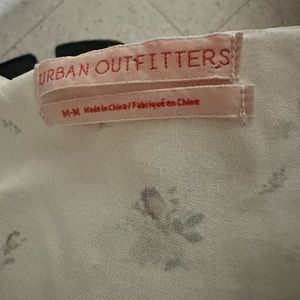 URBAN OUTFITTERS
M-M Made in China / Fabriqué en Chine